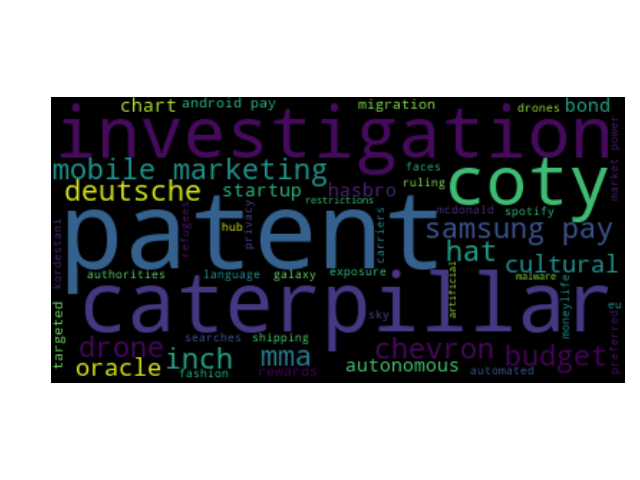 chart android pay migration drones bond
investigation
market power
mobile marketing faces
deutsche startup hasbro ruling coty
restrictions
patent
refugees hub privacy carriers mcdonald spotify
kordestani
samsung pay
hat cultural
authorities language galaxy exposure artificial malware
caterpillar
targeted sky moneylife preferred
searches shipping
drone inch mma chevron budget
oracle fashion rewards autonomous automated